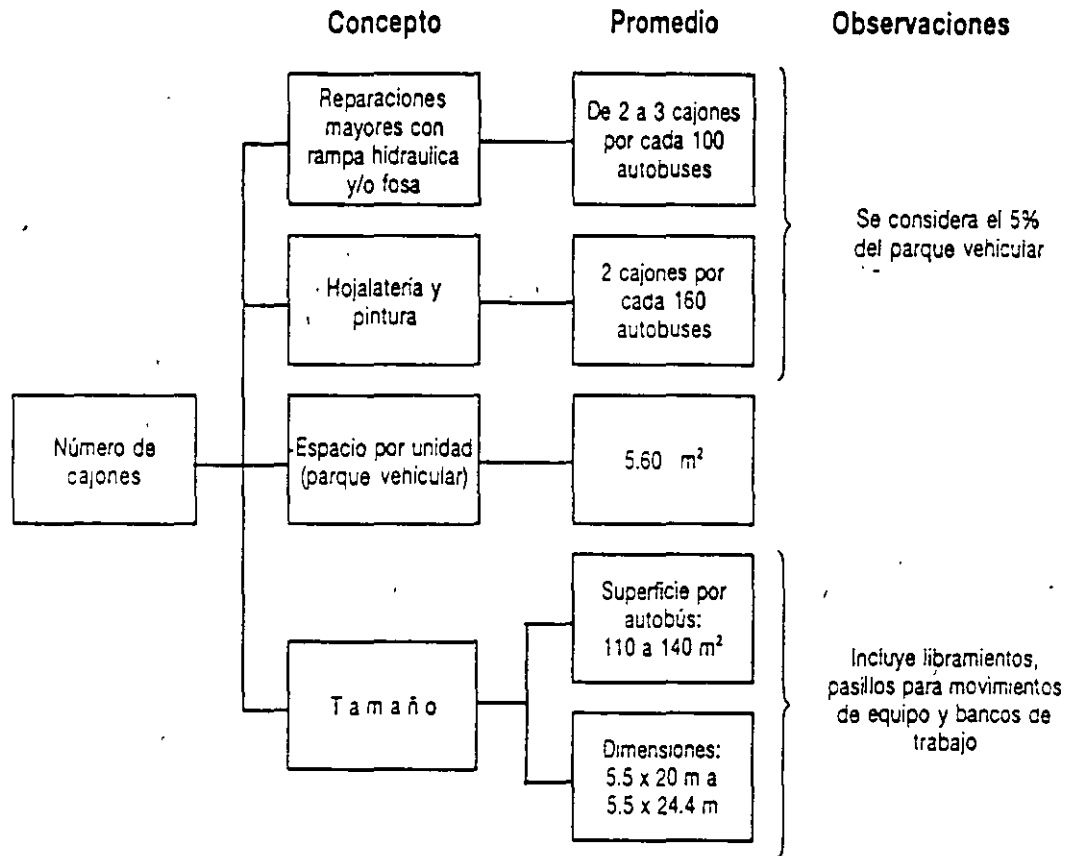 Concepto
Promedio
Observaciones
Reparaciones
mayores con
rampa hidraulica
y/o fosa
De 2 a 3 cajones
por cada 100
autobuses
Hojalatería y
pintura
2 cajones por
cada 160
autobuses
Se considera el 5%
del parque vehicular
Número de
cajones
Espacio por unidad
(parque vehicular)
5.60 m²
Tamaño
Superficie por
autobús:
110 a 140 m²
Dimensiones:
5.5 x 20 m a
5.5 x 24.4 m
Incluye libramientos,
pasillos para movimientos
de equipo y bancos de
trabajo